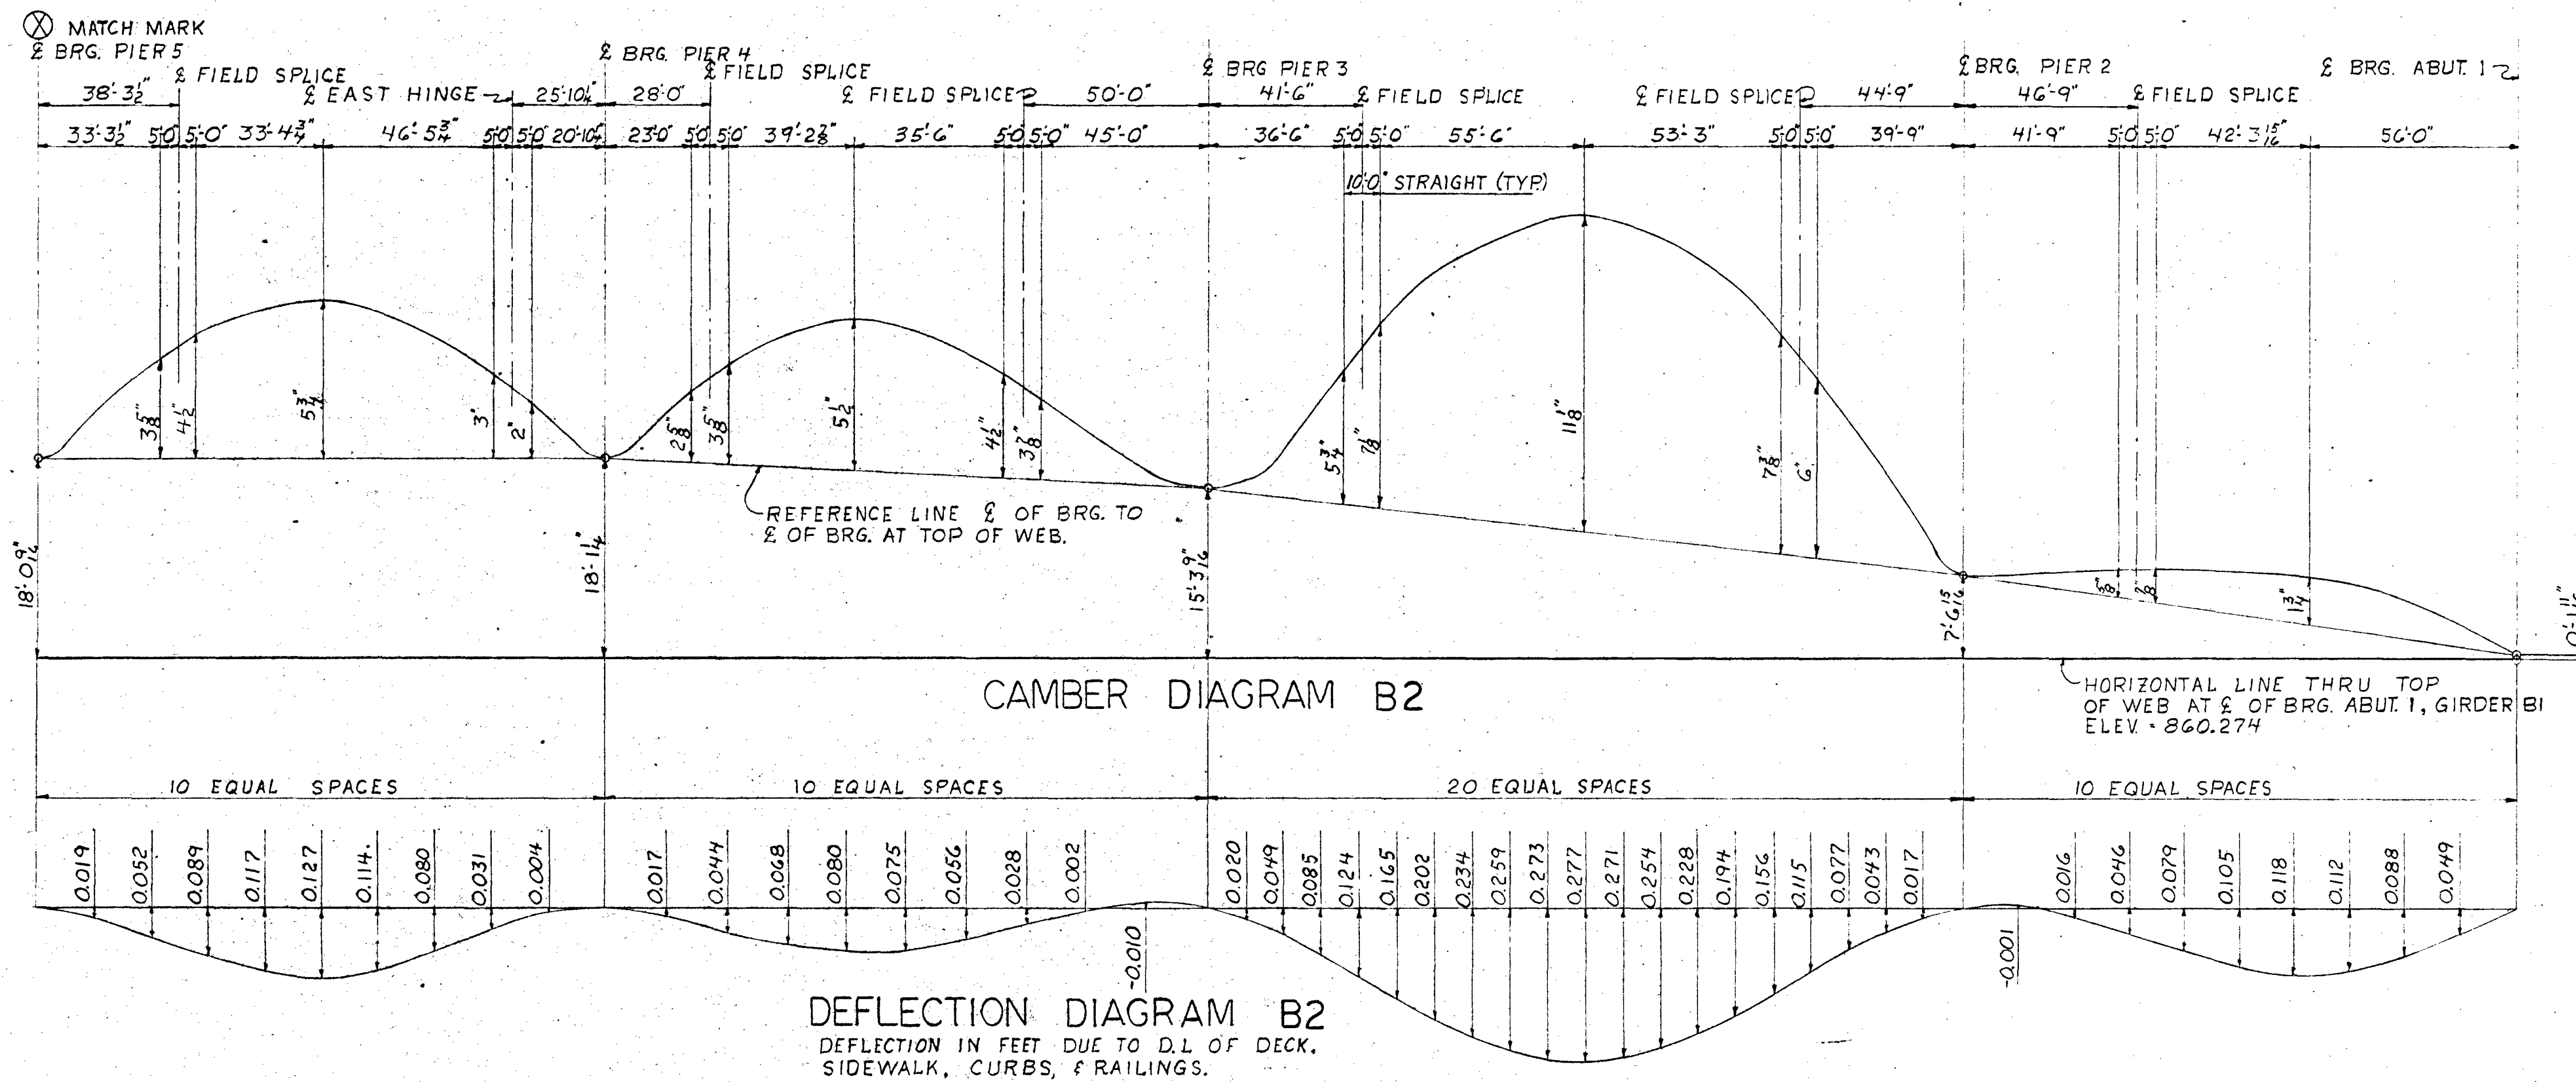 Ⓧ MATCH MARK
℄ BRG. PIER 5
℄ BRG. PIER 4
℄ BRG PIER 3
℄ BRG. PIER 2
℄ BRG. ABUT. 1
℄ FIELD SPLICE
℄ FIELD SPLICE
38'-3½"
℄ EAST HINGE
25'-10¼"
28'-0"
℄ FIELD SPLICE
50'-0"
41'-6"
℄ FIELD SPLICE
℄ FIELD SPLICE
44'-9"
46'-9"
℄ FIELD SPLICE
33'-3½" 5'-0" 5'-0" 33'-4¾" 46'-5¾" 5'-0" 5'-0" 20'-10¼" 23'-0" 5'-0" 5'-0" 39'-2⅞" 35'-6" 5'-0" 5'-0" 45'-0" 36'-6" 5'-0" 5'-0" 55'-6" 53'-3" 5'-0" 5'-0" 39'-9" 41'-9" 5'-0" 5'-0" 42'-3 15/16" 56'-0"
10'-0" STRAIGHT (TYP.)
3⅝" 4½" 5¾" 3" 2" 2⅝" 3⅝" 5½" 4½" 3⅞" 5¾" 7⅛" 11⅛" 7⅜" 6" ⅞" 1¾"
REFERENCE LINE ℄ OF BRG. TO
℄ OF BRG. AT TOP OF WEB.
18'-0 9/16" 18'-1¼" 15'-3 9/16" 7'-6 15/16" 0'-1 11/16"
CAMBER DIAGRAM B2
HORIZONTAL LINE THRU TOP
OF WEB AT ℄ OF BRG. ABUT. 1, GIRDER B1
ELEV. = 860.274
10 EQUAL SPACES
10 EQUAL SPACES
20 EQUAL SPACES
10 EQUAL SPACES
0.019 0.052 0.089 0.117 0.127 0.114 0.080 0.031 0.004 0.017 0.044 0.068 0.080 0.075 0.056 0.028 0.002 -0.010 0.020 0.049 0.085 0.124 0.165 0.202 0.234 0.259 0.273 0.277 0.271 0.254 0.228 0.194 0.156 0.115 0.077 0.043 0.017 -0.001 0.016 0.046 0.079 0.105 0.118 0.112 0.088 0.049
DEFLECTION DIAGRAM B2
DEFLECTION IN FEET DUE TO D.L OF DECK,
SIDEWALK, CURBS, & RAILINGS.